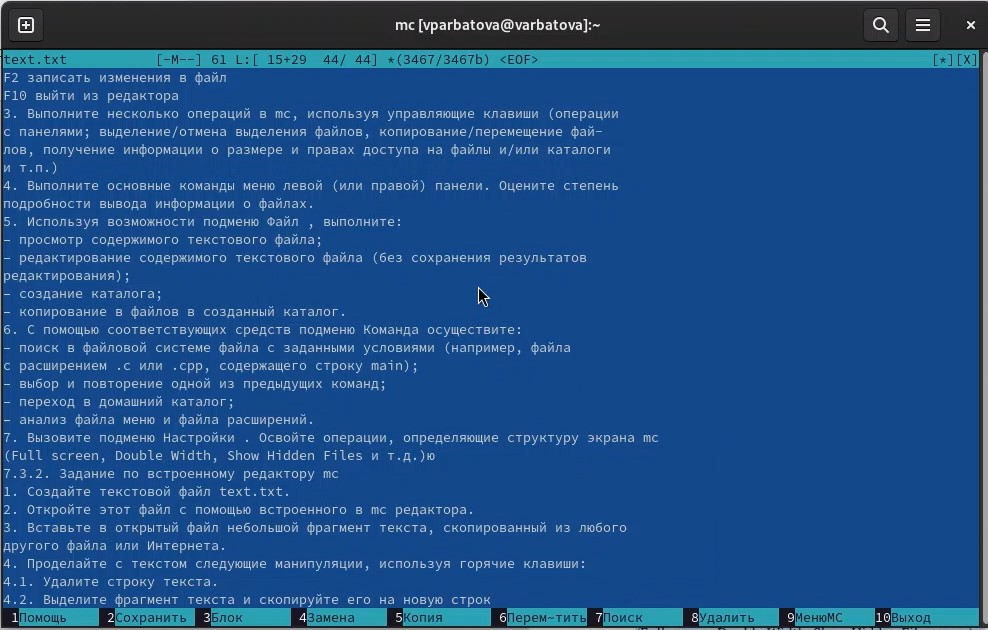 mc [vparbatova@varbatova]:~
text.txt [-M--] 61 L:[ 15+29 44/ 44] *(3467/3467b) <EOF> [*][X]
F2 записать изменения в файл
F10 выйти из редактора
3. Выполните несколько операций в mc, используя управляющие клавиши (операции
с панелями; выделение/отмена выделения файлов, копирование/перемещение фай-
лов, получение информации о размере и правах доступа на файлы и/или каталоги
и т.п.)
4. Выполните основные команды меню левой (или правой) панели. Оцените степень
подробности вывода информации о файлах.
5. Используя возможности подменю Файл , выполните:
– просмотр содержимого текстового файла;
– редактирование содержимого текстового файла (без сохранения результатов
редактирования);
– создание каталога;
– копирование в файлов в созданный каталог.
6. С помощью соответствующих средств подменю Команда осуществите:
– поиск в файловой системе файла с заданными условиями (например, файла
с расширением .c или .cpp, содержащего строку main);
– выбор и повторение одной из предыдущих команд;
– переход в домашний каталог;
– анализ файла меню и файла расширений.
7. Вызовите подменю Настройки . Освойте операции, определяющие структуру экрана mc
(Full screen, Double Width, Show Hidden Files и т.д.)ю
7.3.2. Задание по встроенному редактору mc
1. Создайте текстовой файл text.txt.
2. Откройте этот файл с помощью встроенного в mc редактора.
3. Вставьте в открытый файл небольшой фрагмент текста, скопированный из любого
другого файла или Интернета.
4. Проделайте с текстом следующие манипуляции, используя горячие клавиши:
4.1. Удалите строку текста.
4.2. Выделите фрагмент текста и скопируйте его на новую строк
1Помощь 2Сохранить 3Блок 4Замена 5Копия 6Перем~тить 7Поиск 8Удалить 9МенюMC 10Выход